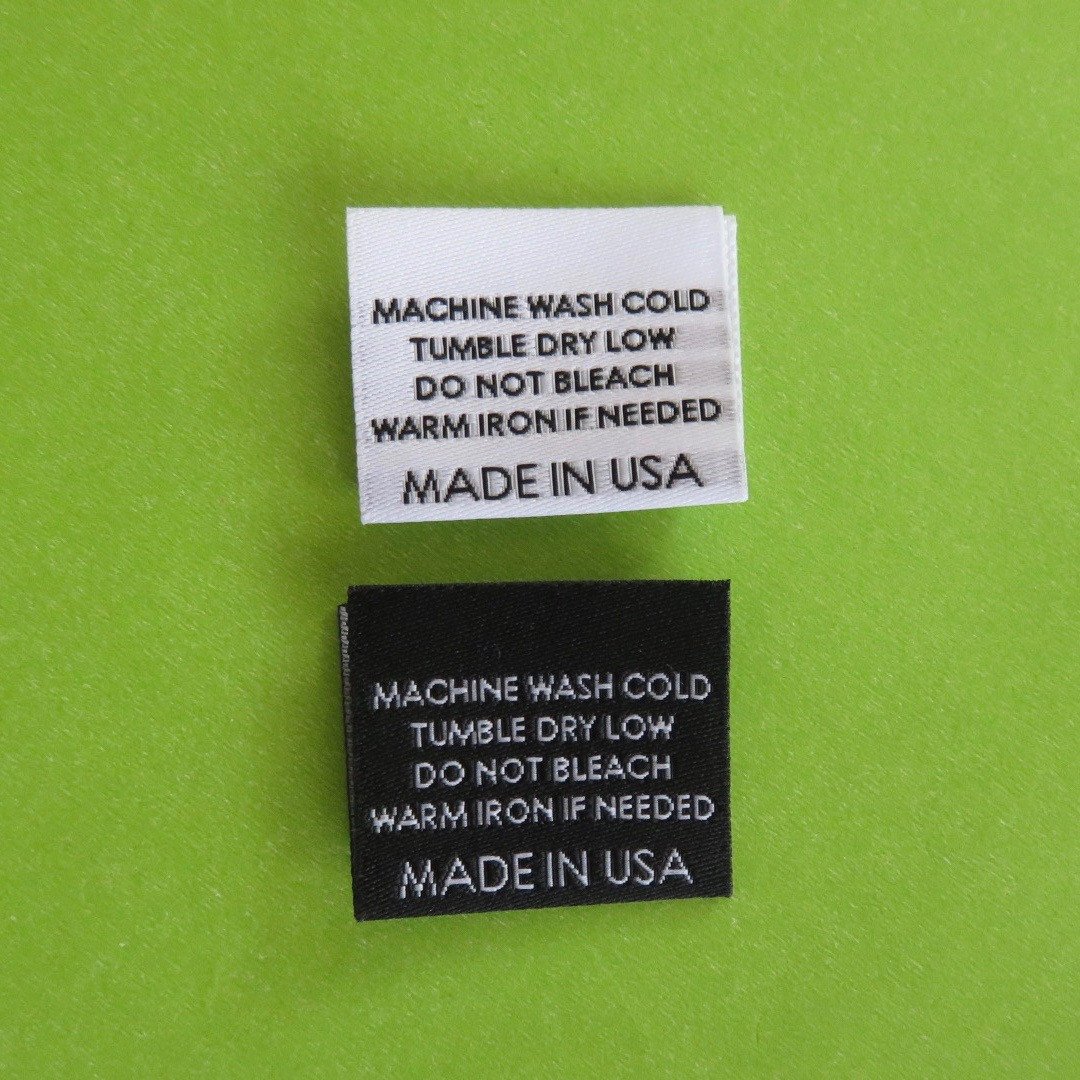 MACHINE WASH COLD
TUMBLE DRY LOW
DO NOT BLEACH
WARM IRON IF NEEDED
MADE IN USA
MACHINE WASH COLD
TUMBLE DRY LOW
DO NOT BLEACH
WARM IRON IF NEEDED
MADE IN USA